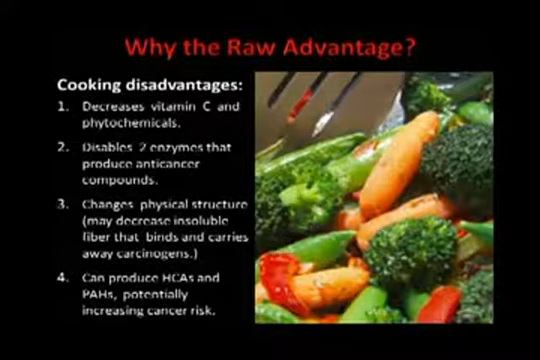 Why the Raw Advantage?
Cooking disadvantages:
1. Decreases vitamin C and
phytochemicals.
2. Disables 2 enzymes that
produce anticancer
compounds.
3. Changes physical structure
(may decrease insoluble
fiber that binds and carries
away carcinogens.)
4. Can produce HCAs and
PAHs, potentially
increasing cancer risk.